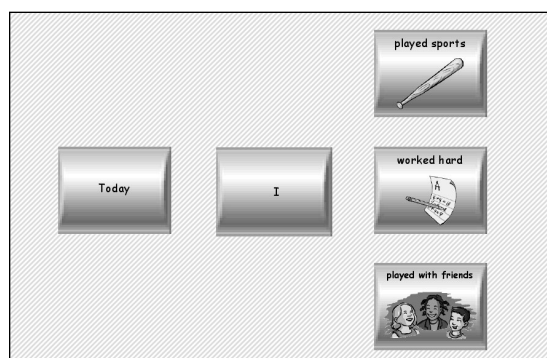 played sports
Today
I
worked hard
A
played with friends